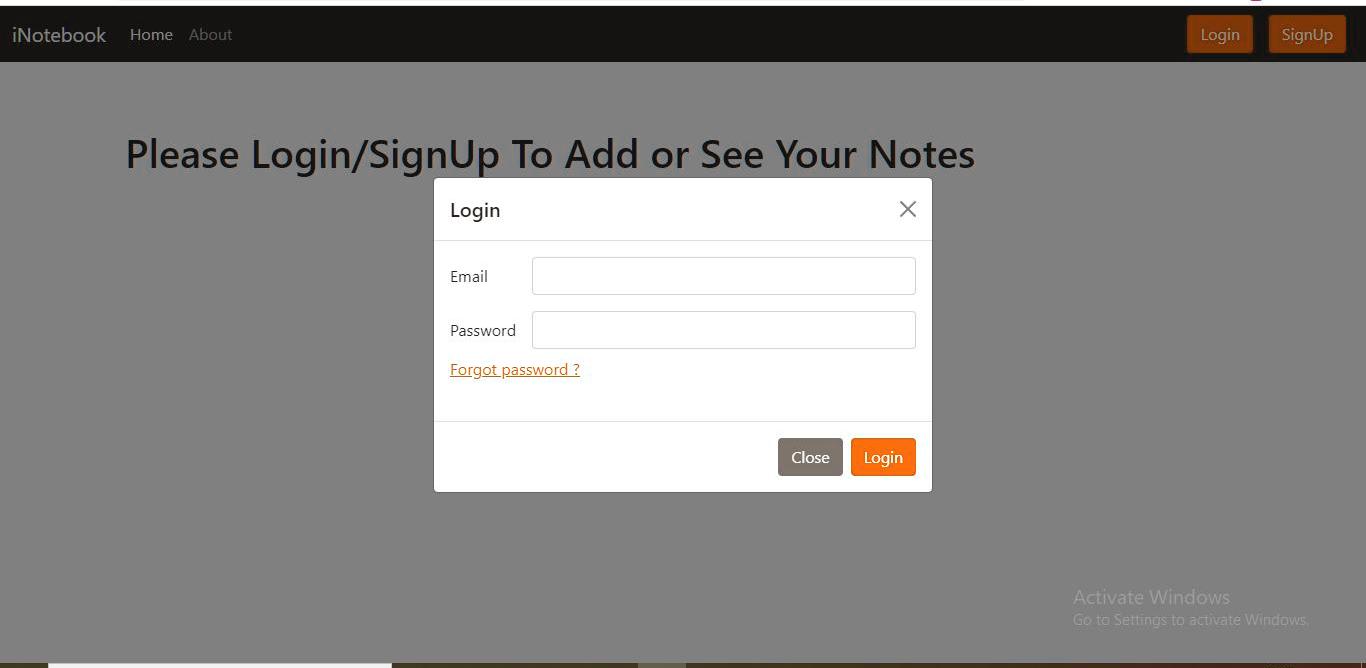 iNotebook Home About Login SignUp
Please Login/SignUp To Add or See Your Notes
Login
Email
Password
Forgot password ?
Close Login
Activate Windows
Go to Settings to activate Windows.